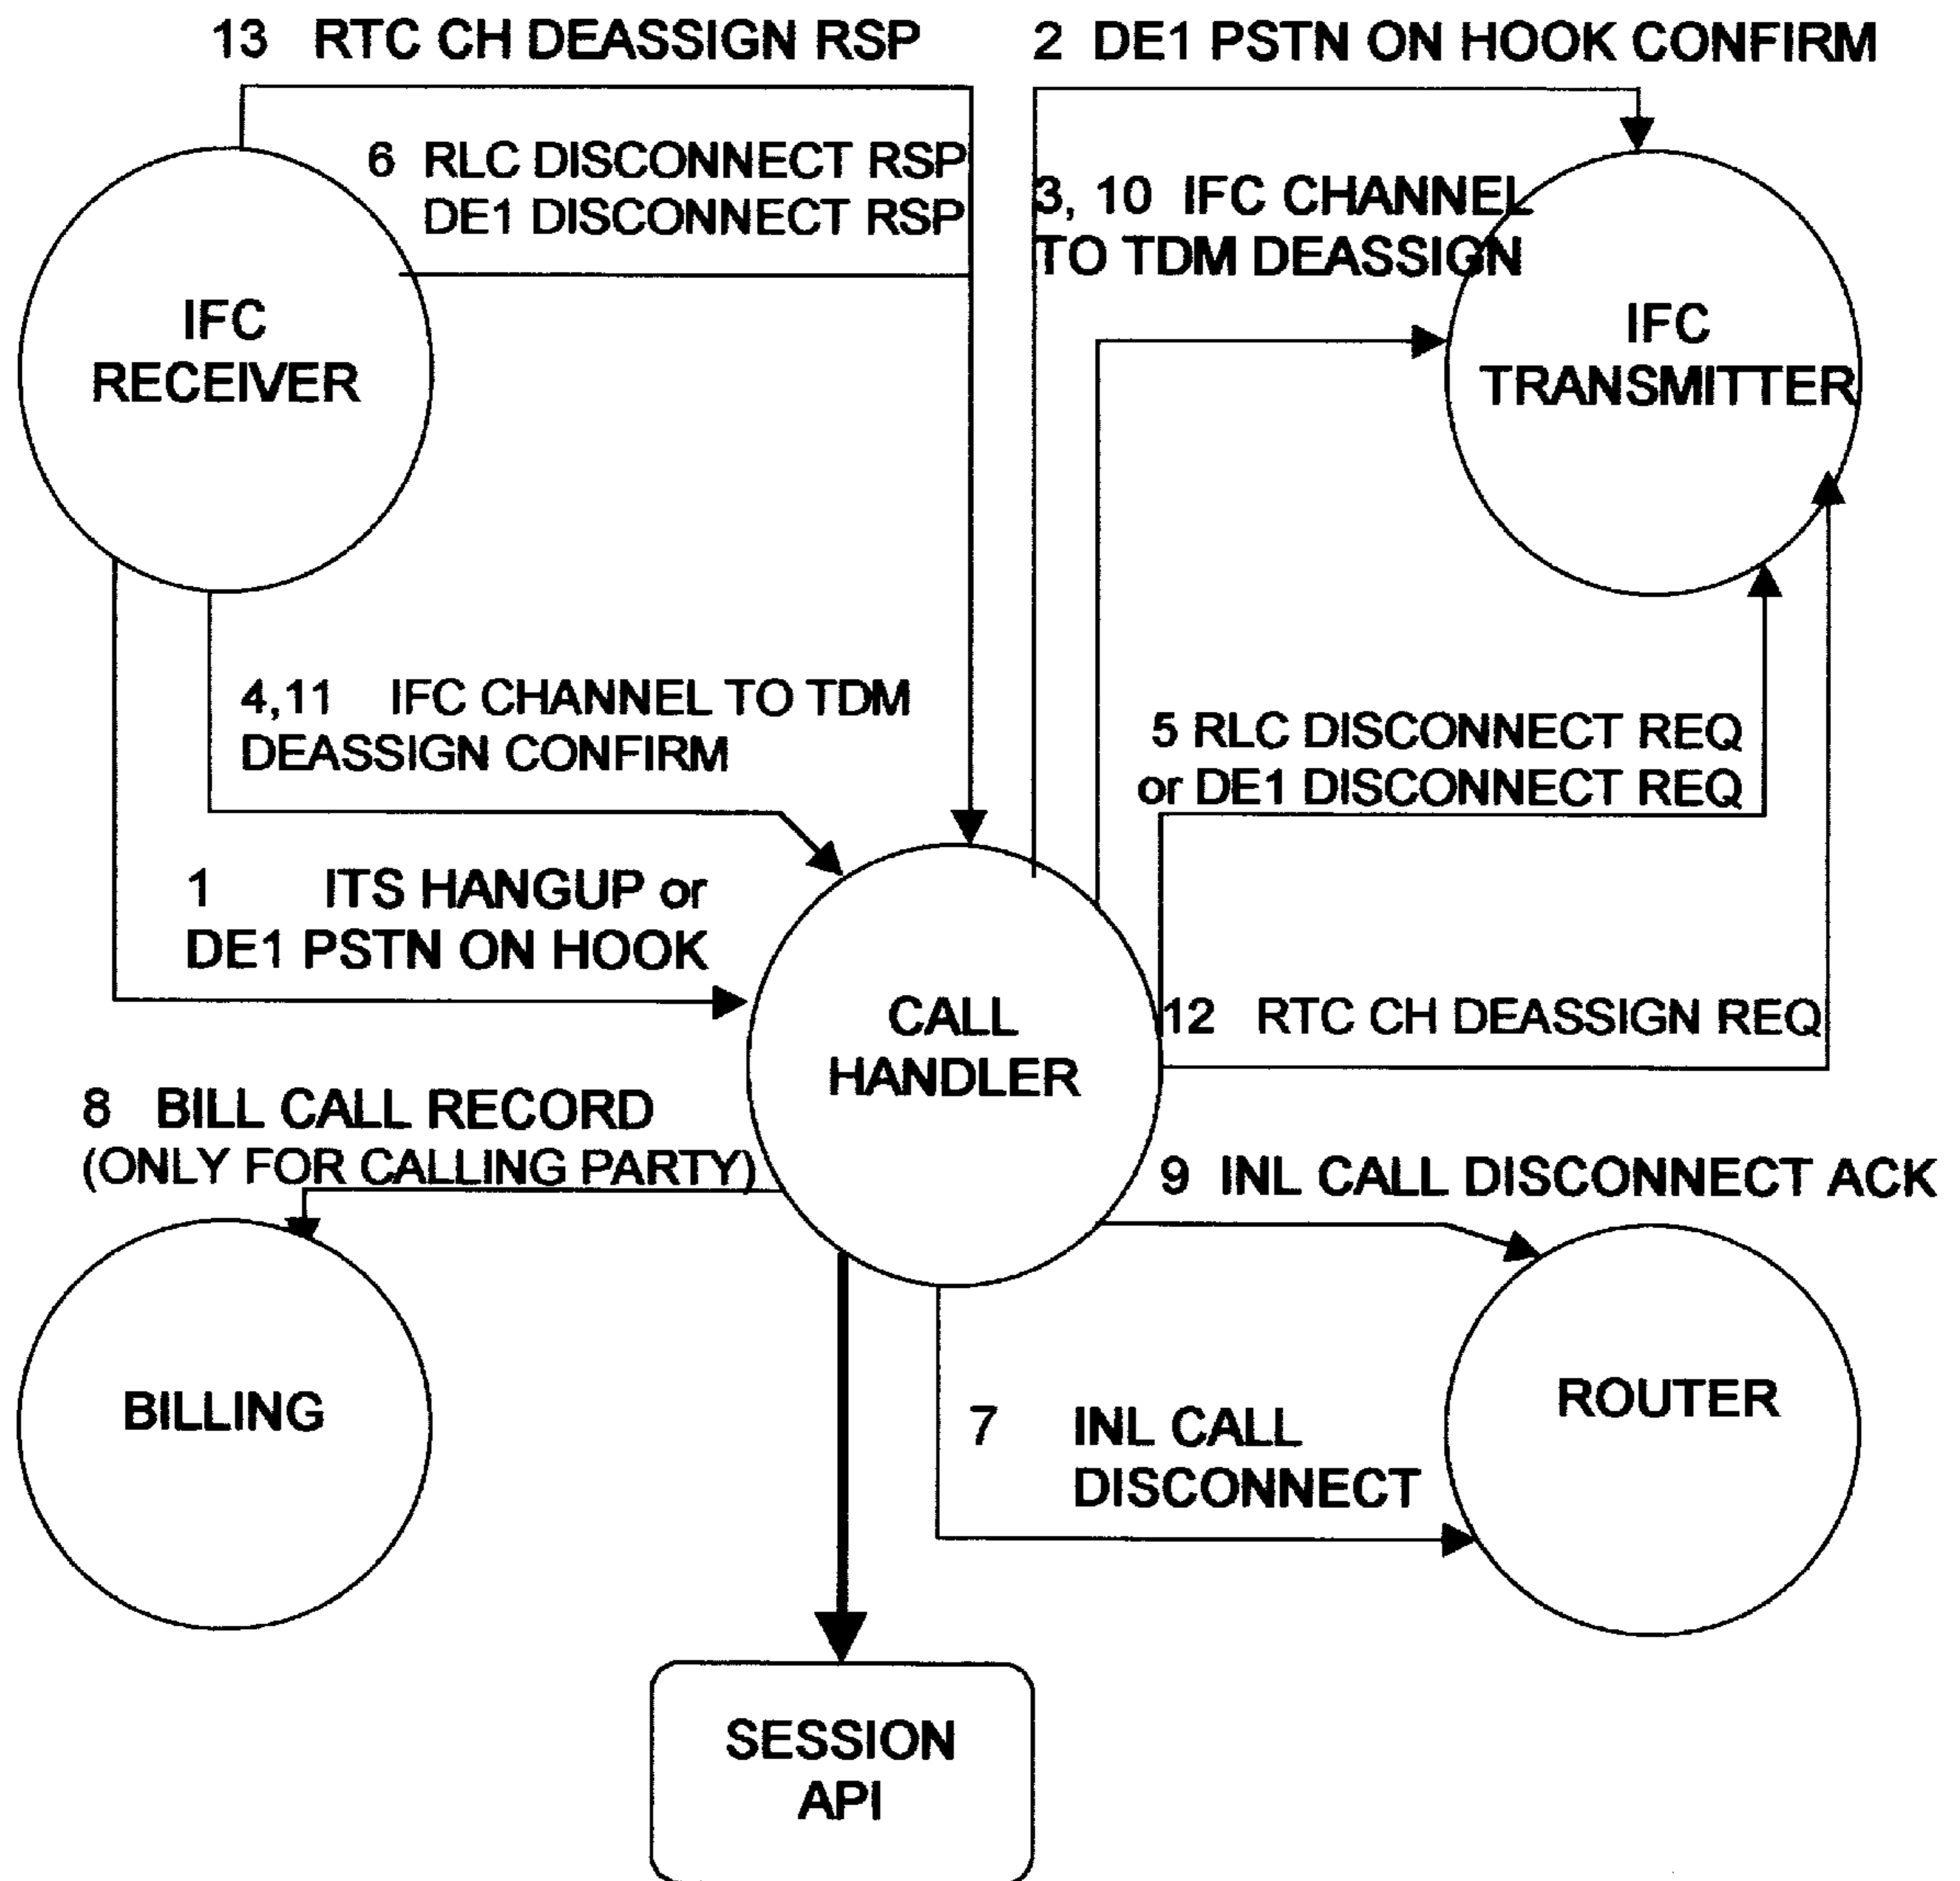 13 RTC CH DEASSIGN RSP
2 DE1 PSTN ON HOOK CONFIRM
6 RLC DISCONNECT RSP
DE1 DISCONNECT RSP
3, 10 IFC CHANNEL
TO TDM DEASSIGN
IFC
RECEIVER
IFC
TRANSMITTER
4,11 IFC CHANNEL TO TDM
DEASSIGN CONFIRM
5 RLC DISCONNECT REQ
or DE1 DISCONNECT REQ
1 ITS HANGUP or
DE1 PSTN ON HOOK
CALL
HANDLER
12 RTC CH DEASSIGN REQ
8 BILL CALL RECORD
(ONLY FOR CALLING PARTY)
9 INL CALL DISCONNECT ACK
BILLING
ROUTER
7 INL CALL
DISCONNECT
SESSION
API